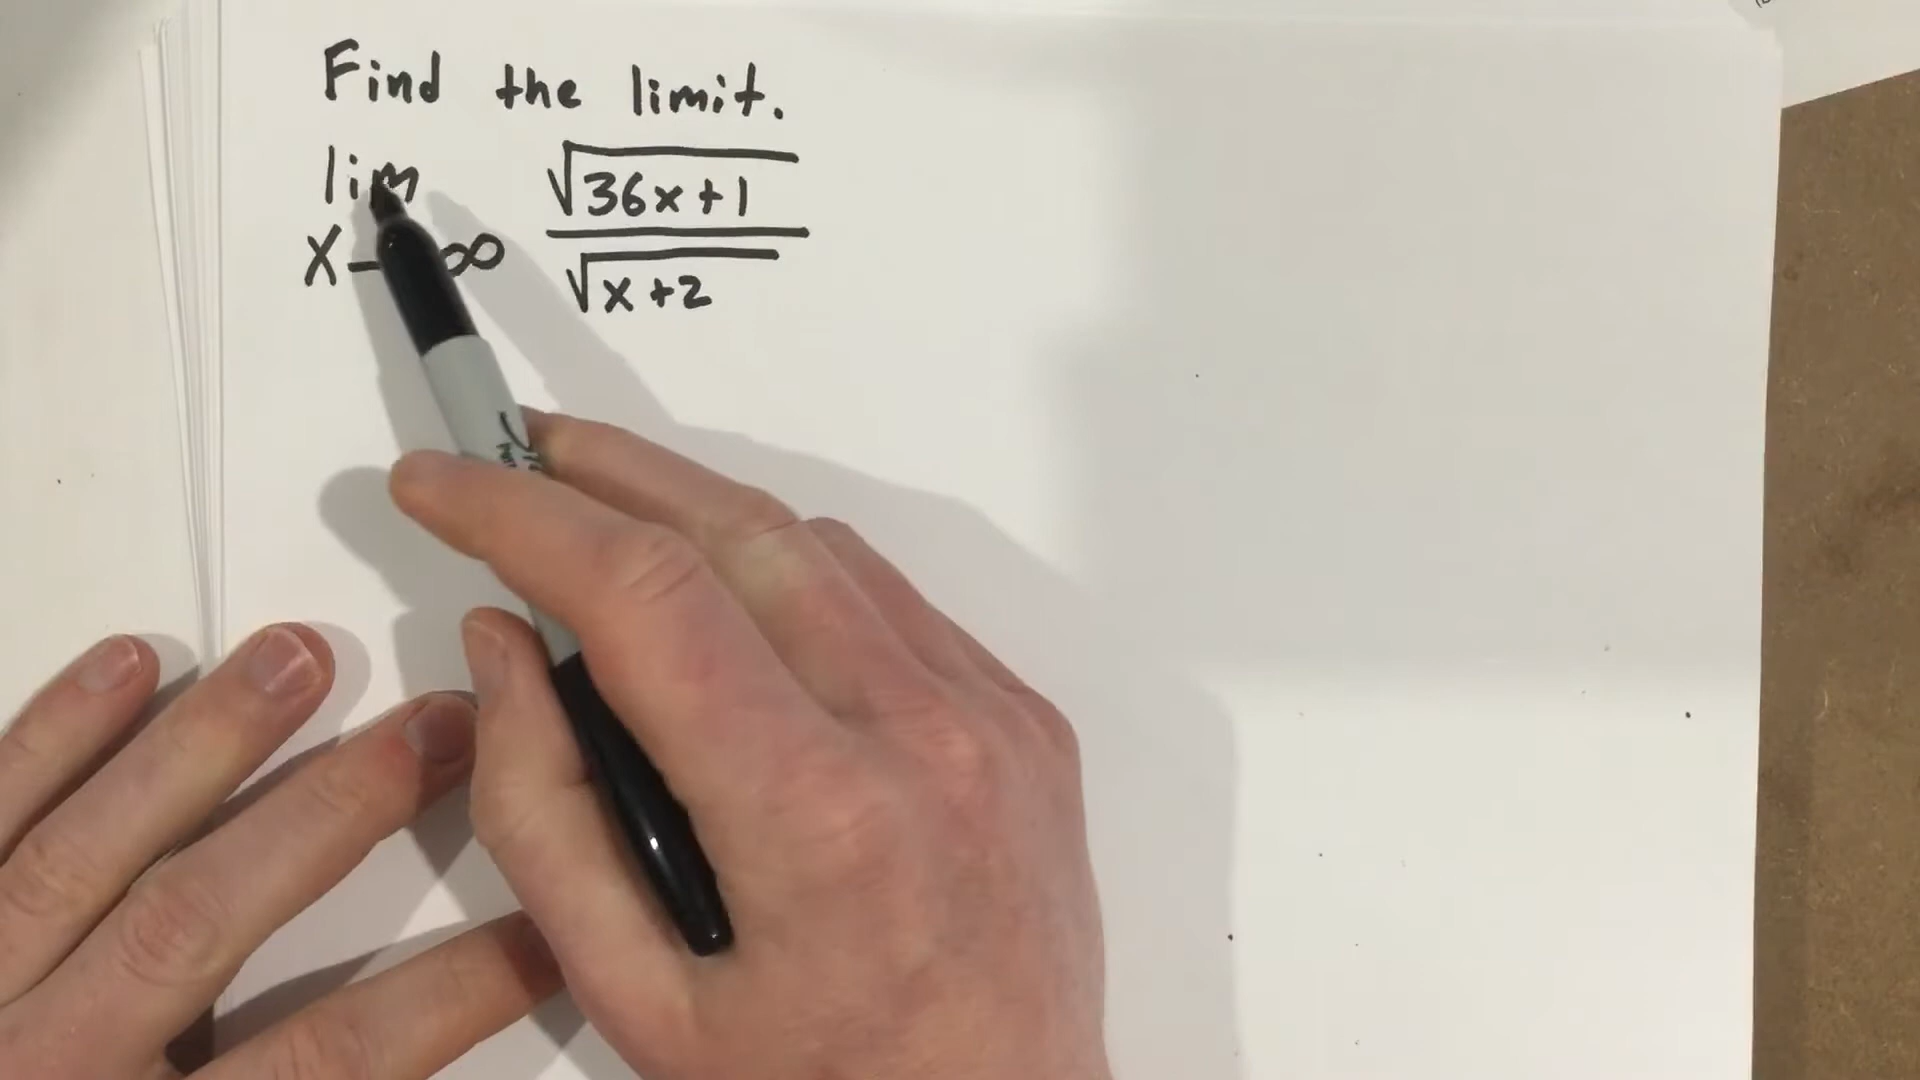 Find the limit.
lim √36x+1
x→∞ √x+2